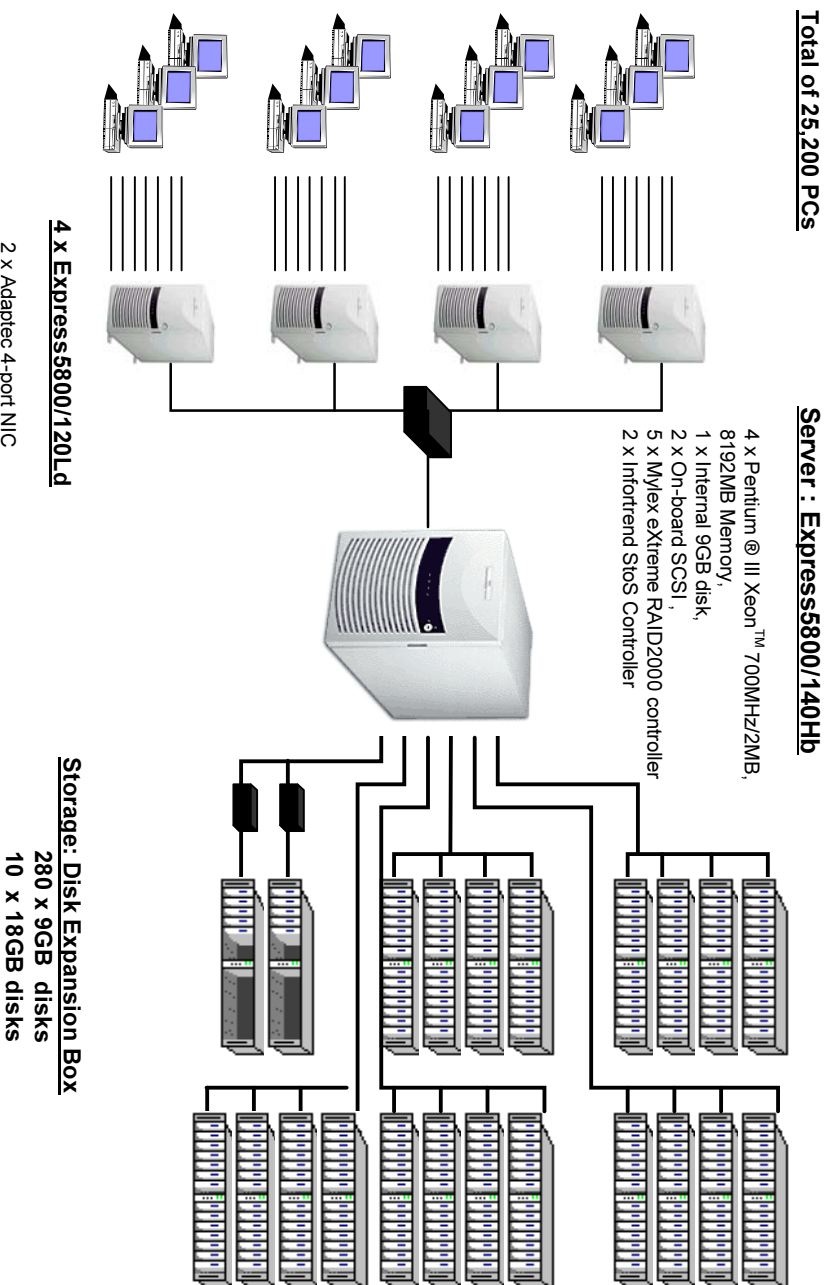 Total of 25,200 PCs
4 x Express5800/120Ld
2 x Adaptec 4-port NIC
Server : Express5800/140Hb
4 x Pentium ® III Xeon™ 700MHz/2MB,
8192MB Memory,
1 x Internal 9GB disk,
2 x On-board SCSI ,
5 x Mylex eXtreme RAID2000 controller
2 x Infortrend StoS Controller
Storage: Disk Expansion Box
280 x 9GB disks
10 x 18GB disks